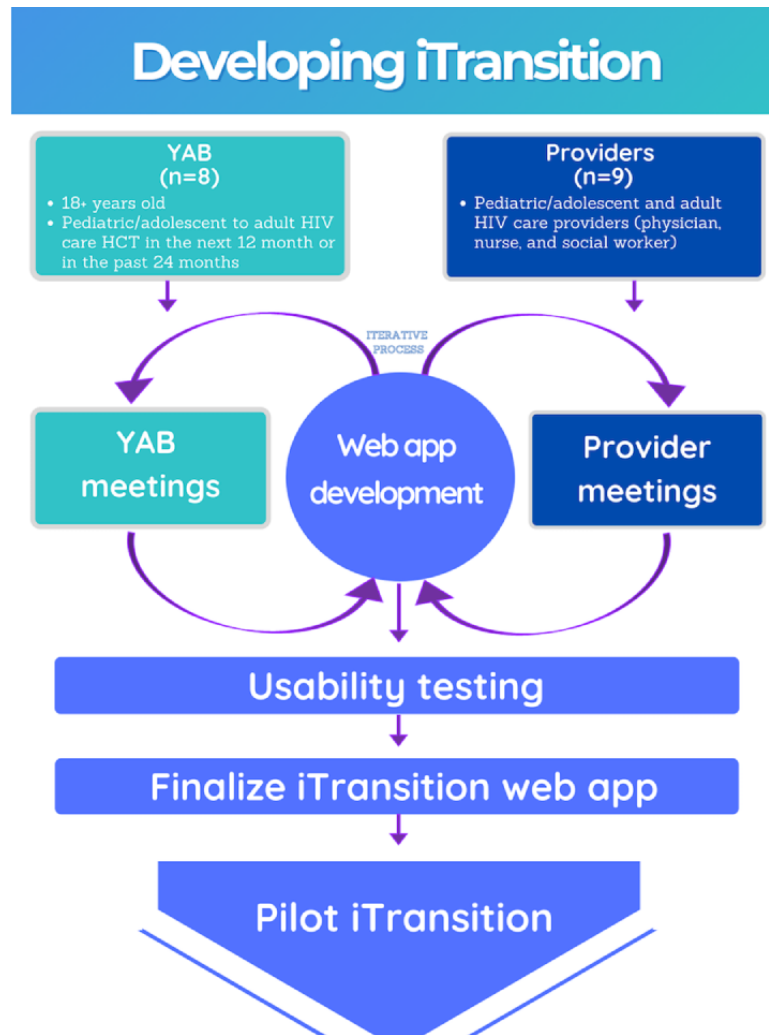 Developing iTransition
YAB
(n=8)
• 18+ years old
• Pediatric/adolescent to adult HIV
care HCT in the next 12 month or
in the past 24 months
Providers
(n=9)
• Pediatric/adolescent and adult
HIV care providers (physician,
nurse, and social worker)
ITERATIVE
PROCESS
YAB
meetings
Web app
development
Provider
meetings
Usability testing
Finalize iTransition web app
Pilot iTransition